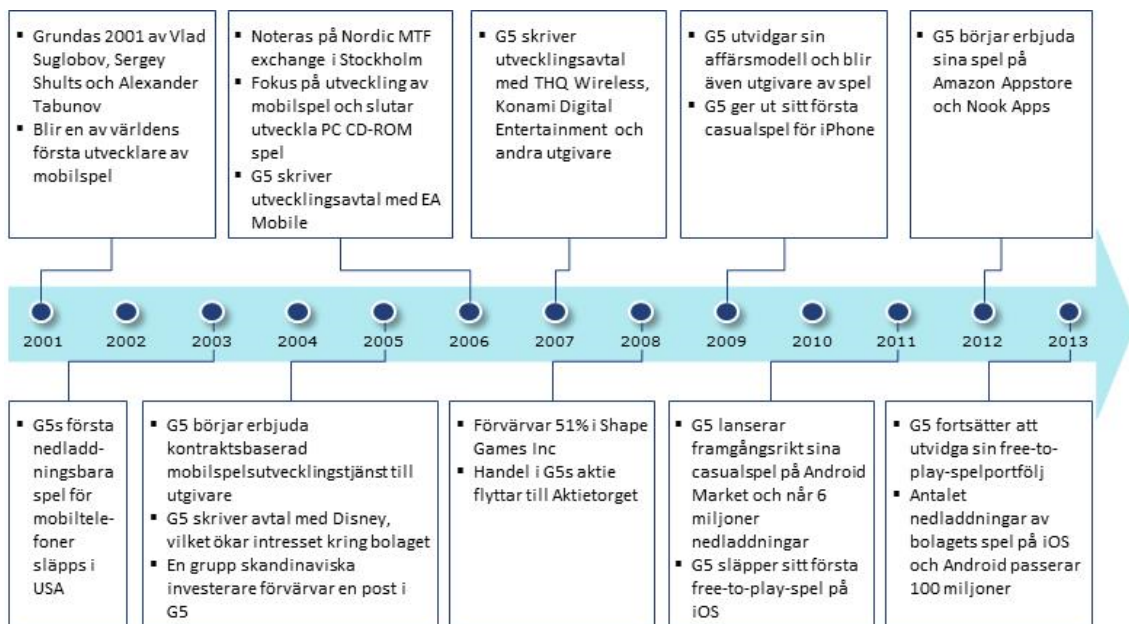 ▪ Grundas 2001 av Vlad
Suglobov, Sergey
Shults och Alexander
Tabunov
▪ Blir en av världens
första utvecklare av
mobilspel
▪ Noteras på Nordic MTF
exchange i Stockholm
▪ Fokus på utveckling av
mobilspel och slutar
utveckla PC CD-ROM
spel
▪ G5 skriver
utvecklingsavtal med EA
Mobile
▪ G5 skriver
utvecklingsavtal
med THQ Wireless,
Konami Digital
Entertainment och
andra utgivare
▪ G5 utvidgar sin
affärsmodell och blir
även utgivare av spel
▪ G5 ger ut sitt första
casualspel för iPhone
▪ G5 börjar erbjuda
sina spel på
Amazon Appstore
och Nook Apps
2001 2002 2003 2004 2005 2006 2007 2008 2009 2010 2011 2012 2013
▪ G5s första
nedladd-
ningsbara
spel för
mobiltele-
foner
släpps i
USA
▪ G5 börjar erbjuda
kontraktsbaserad
mobilspelsutvecklingstjänst till
utgivare
▪ G5 skriver avtal med Disney,
vilket ökar intresset kring bolaget
▪ En grupp skandinaviska
investerare förvärvar en post i
G5
▪ Förvärvar 51% i Shape
Games Inc
▪ Handel i G5s aktie
flyttar till Aktietorget
▪ G5 lanserar
framgångsrikt sina
casualspel på Android
Market och når 6
miljoner
nedladdningar
▪ G5 släpper sitt första
free-to-play-spel på
iOS
▪ G5 fortsätter att
utvidga sin free-to-
play-spelportfölj
▪ Antalet
nedladdningar av
bolagets spel på iOS
och Android passerar
100 miljoner